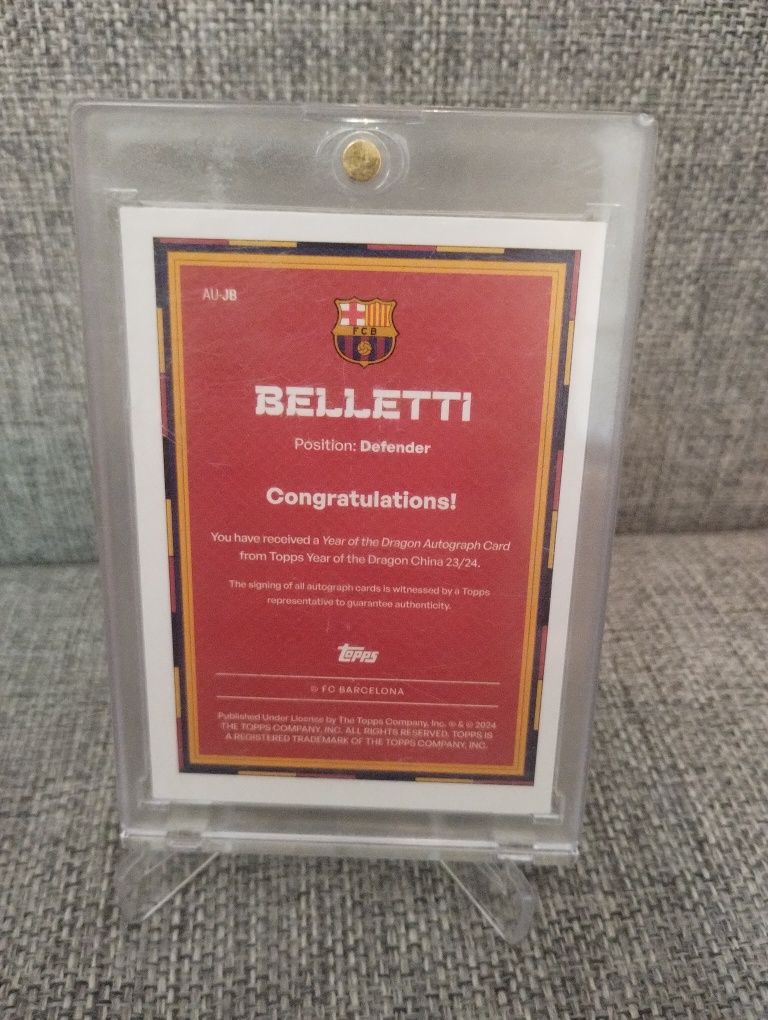 AU-JB
FCB
BELLETTI
Position: Defender
Congratulations!
You have received a Year of the Dragon Autograph Card
from Topps Year of the Dragon China 23/24.
The signing of all autograph cards is witnessed by a Topps
representative to guarantee authenticity.
Topps
© FC BARCELONA
Published Under License by The Topps Company, Inc. ® & © 2024
THE TOPPS COMPANY, INC. ALL RIGHTS RESERVED. TOPPS IS
A REGISTERED TRADEMARK OF THE TOPPS COMPANY, INC.